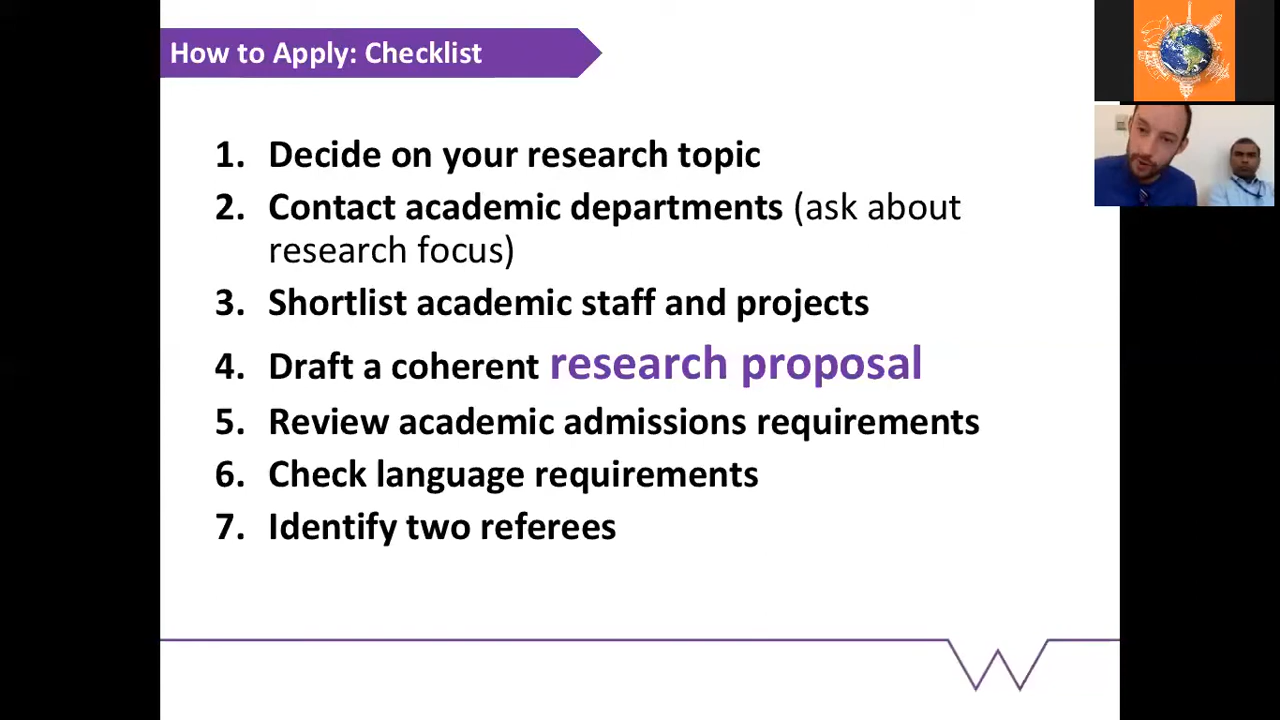 How to Apply: Checklist
1. Decide on your research topic
2. Contact academic departments (ask about
research focus)
3. Shortlist academic staff and projects
4. Draft a coherent research proposal
5. Review academic admissions requirements
6. Check language requirements
7. Identify two referees